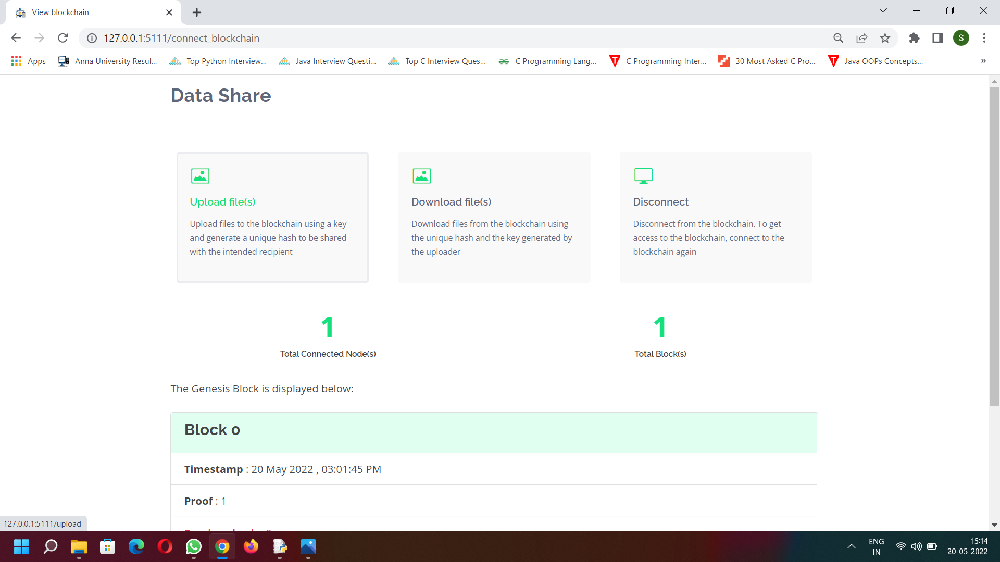 View blockchain
127.0.0.1:5111/connect_blockchain
S
Apps
Anna University Resul...
Top Python Interview...
Java Interview Questi...
Top C Interview Ques...
C Programming Lang...
C Programming Inter...
30 Most Asked C Pro...
Java OOPs Concepts...
»
Data Share
Upload file(s)
Upload files to the blockchain using a key
and generate a unique hash to be shared
with the intended recipient
Download file(s)
Download files from the blockchain using
the unique hash and the key generated by
the uploader
Disconnect
Disconnect from the blockchain. To get
access to the blockchain, connect to the
blockchain again
1
Total Connected Node(s)
1
Total Block(s)
The Genesis Block is displayed below:
Block 0
Timestamp : 20 May 2022 , 03:01:45 PM
Proof : 1
127.0.0.1:5111/upload
ENG
IN
15:14
20-05-2022